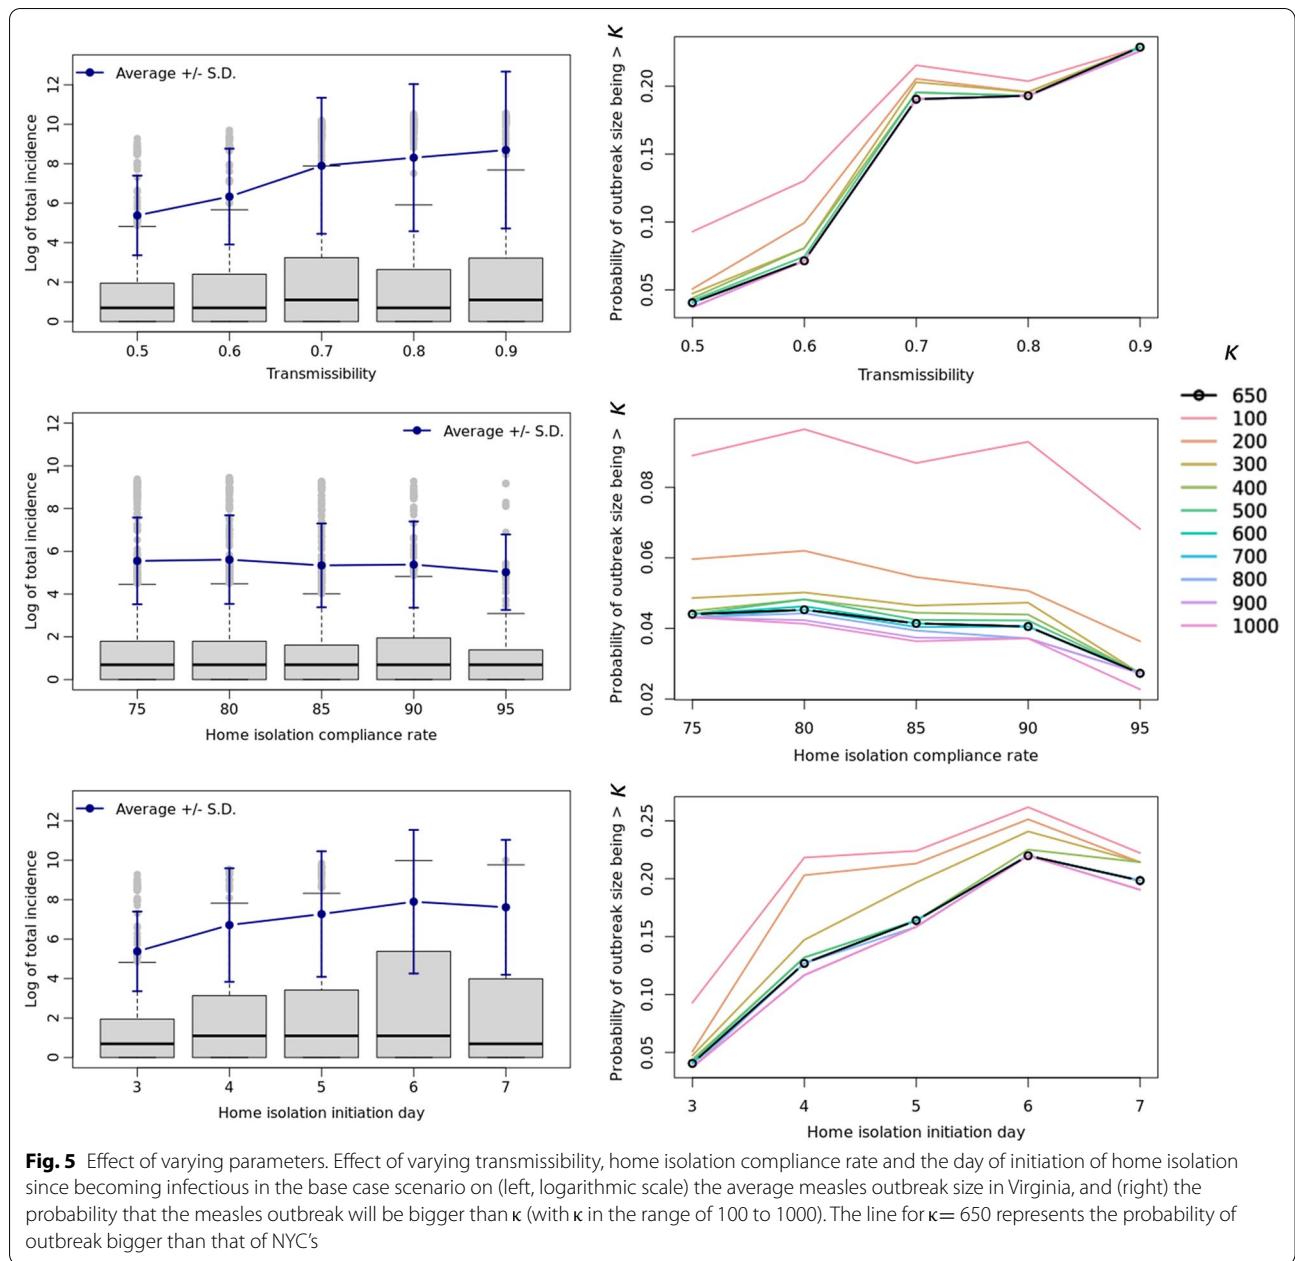 Average +/- S.D.
Log of total incidence
0 2 4 6 8 10 12
0.5 0.6 0.7 0.8 0.9
Transmissibility
Probability of outbreak size being > K
0.05 0.10 0.15 0.20
0.5 0.6 0.7 0.8 0.9
Transmissibility
Average +/- S.D.
Log of total incidence
0 2 4 6 8 10 12
75 80 85 90 95
Home isolation compliance rate
Probability of outbreak size being > K
0.02 0.04 0.06 0.08
75 80 85 90 95
Home isolation compliance rate
K
650
100
200
300
400
500
600
700
800
900
1000
Average +/- S.D.
Log of total incidence
0 2 4 6 8 10 12
3 4 5 6 7
Home isolation initiation day
Probability of outbreak size being > K
0.05 0.10 0.15 0.20 0.25
3 4 5 6 7
Home isolation initiation day
Fig. 5 Effect of varying parameters. Effect of varying transmissibility, home isolation compliance rate and the day of initiation of home isolation
since becoming infectious in the base case scenario on (left, logarithmic scale) the average measles outbreak size in Virginia, and (right) the
probability that the measles outbreak will be bigger than κ (with κ in the range of 100 to 1000). The line for κ= 650 represents the probability of
outbreak bigger than that of NYC’s